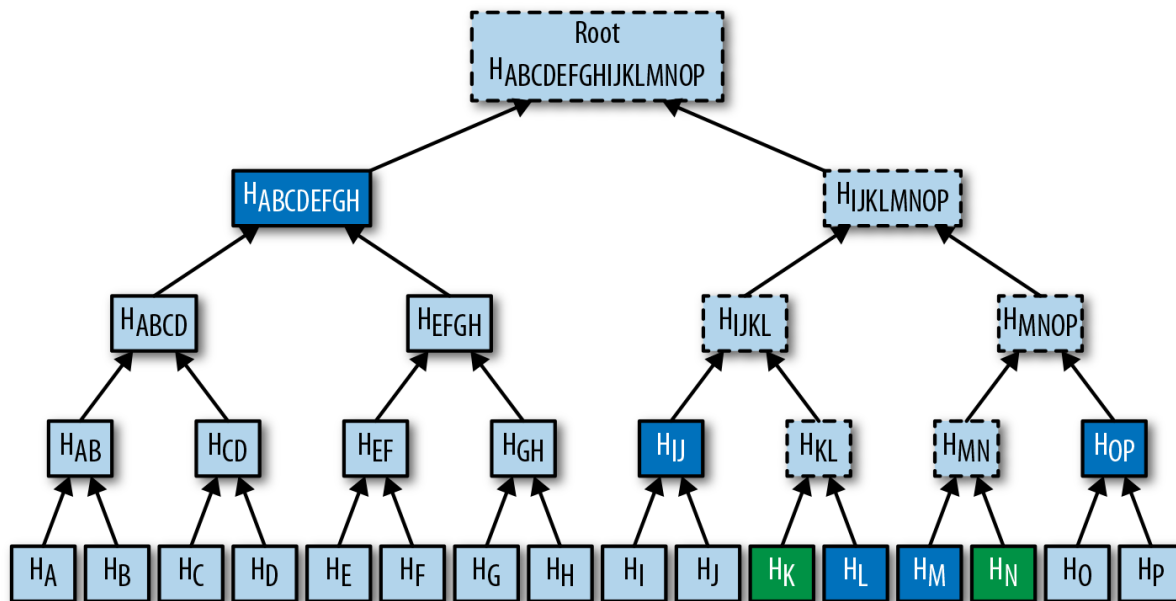 Root
HABCDEFGHIJKLMNOP
HABCDEFGH
HIJKLMNOP
HABCD
HEFGH
HIJKL
HMNOP
HAB
HCD
HEF
HGH
HIJ
HKL
HMN
HOP
HA
HB
HC
HD
HE
HF
HG
HH
HI
HJ
HK
HL
HM
HN
HO
HP